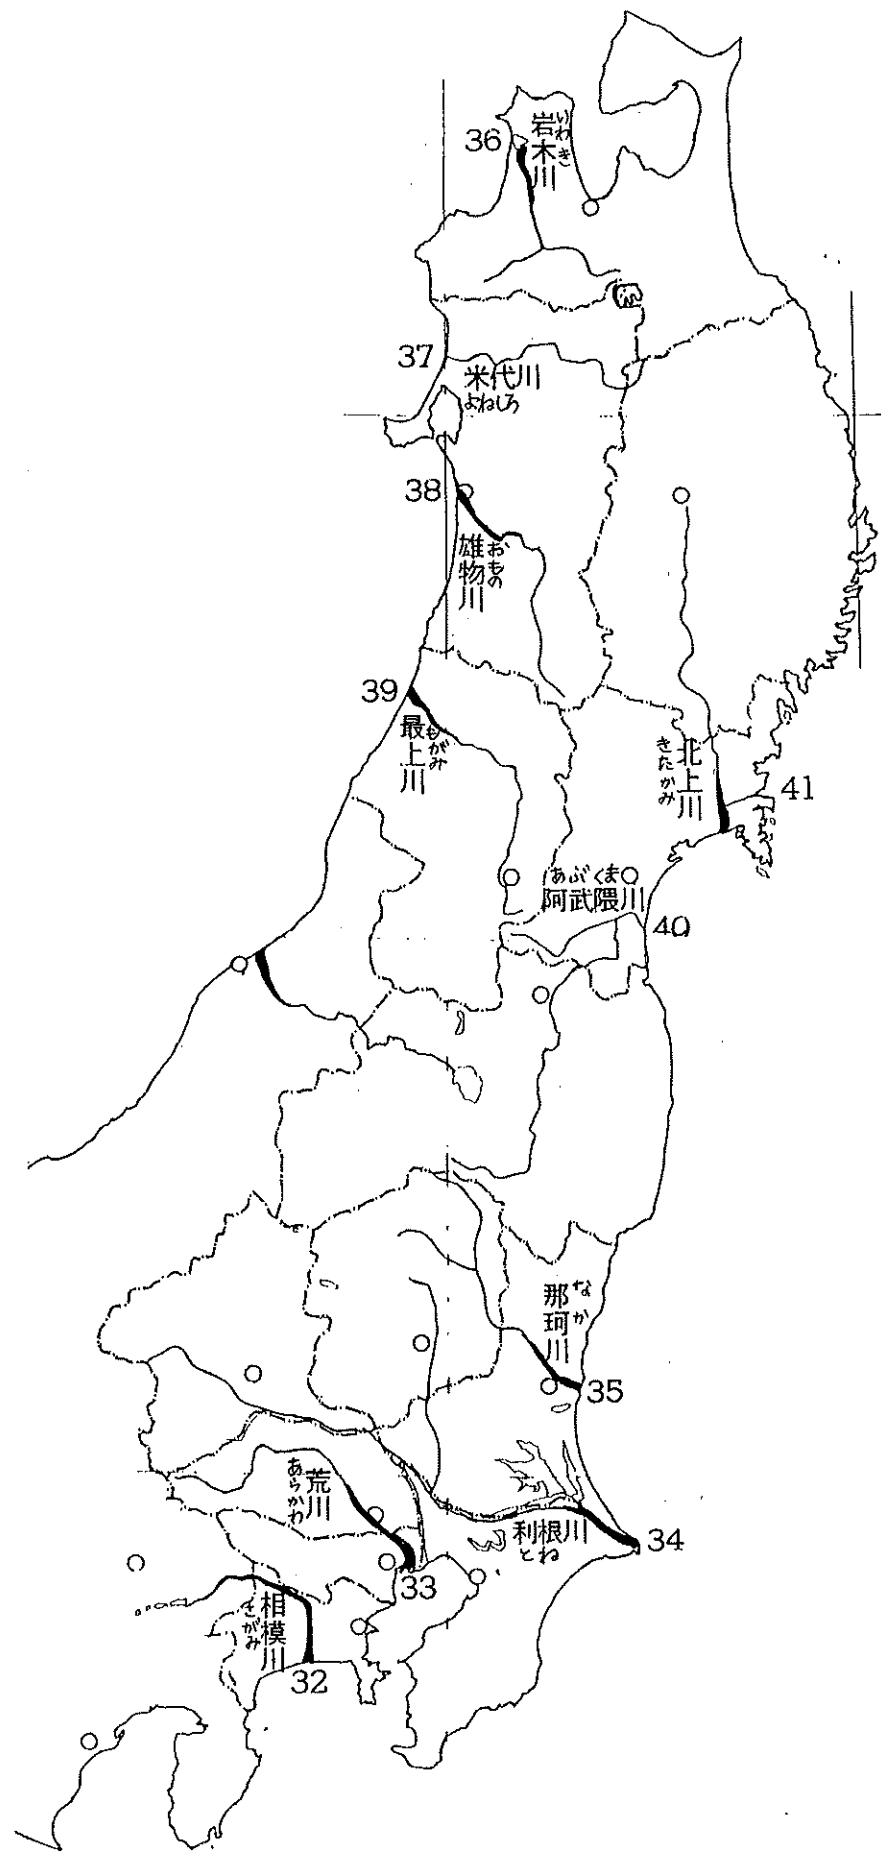 36
岩木川
いわき
37
米代川
よねしろ
38
雄物川
おもの
39
最上川
もがみ
北上川
きたかみ
41
あぶくま
阿武隈川
40
那珂川
なか
35
荒川
あらかわ
利根川
とね
34
33
相模川
さがみ
32